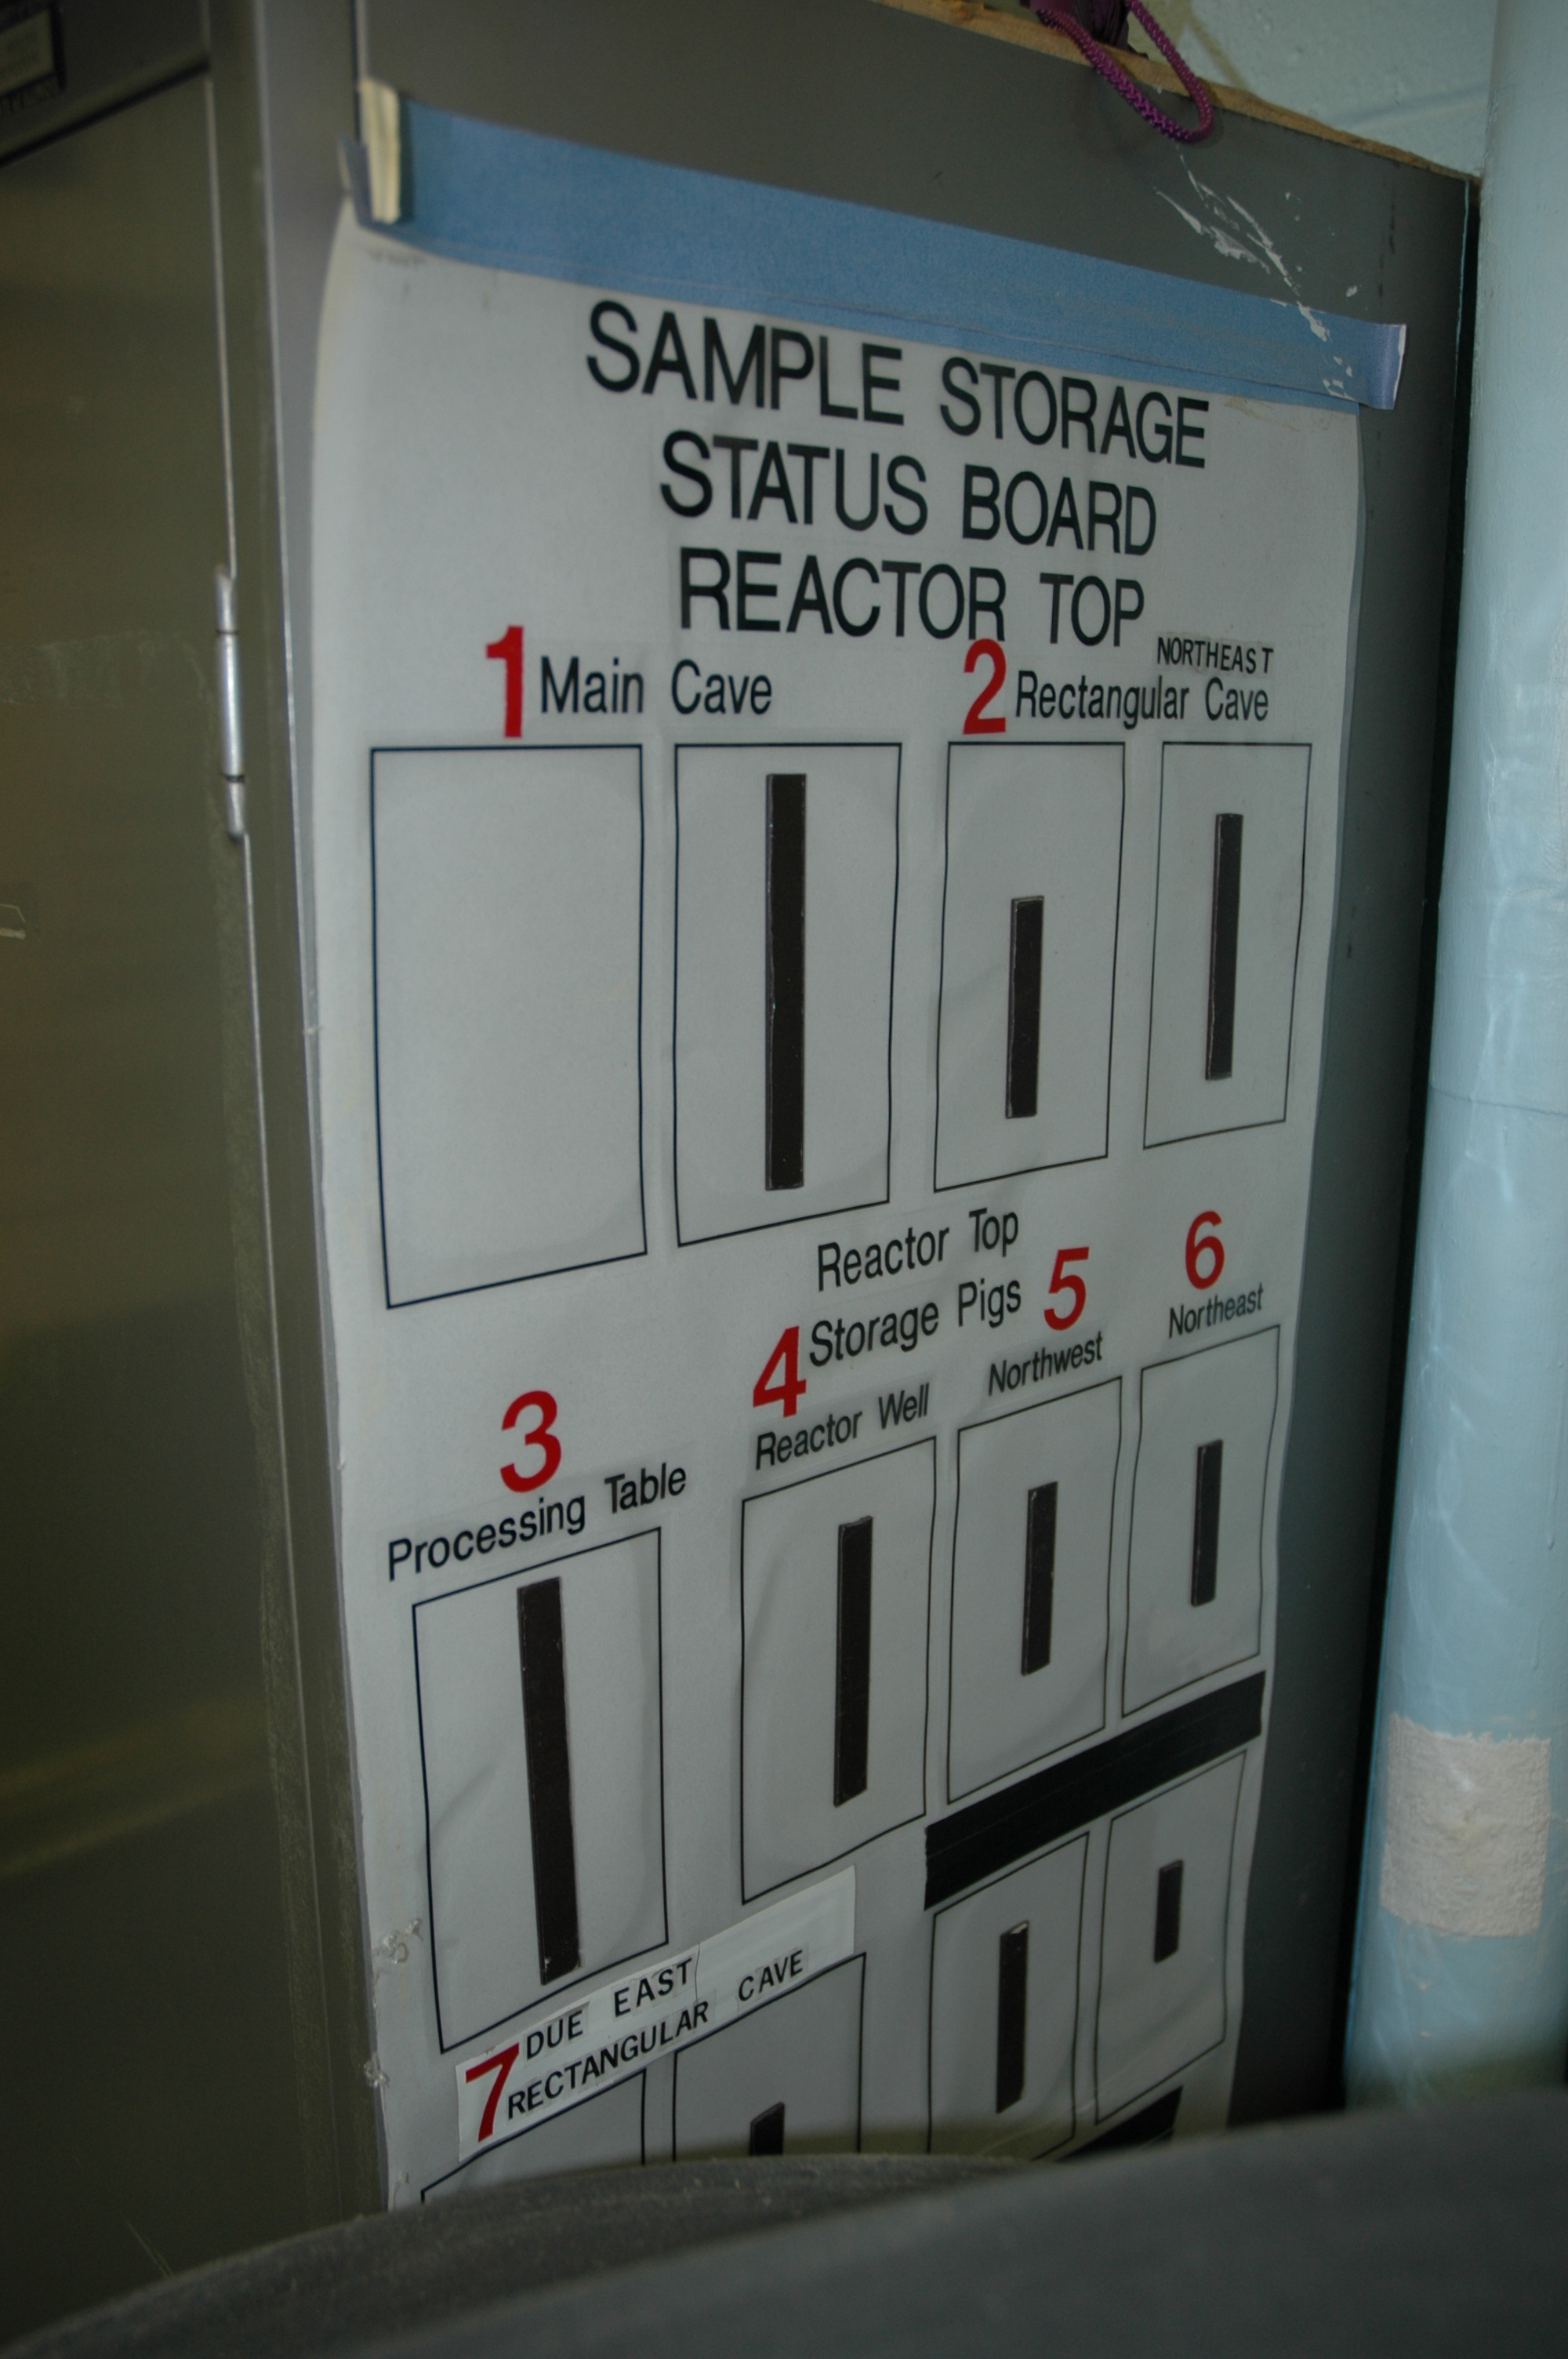 SAMPLE STORAGE
STATUS BOARD
REACTOR TOP
1 Main Cave
2 NORTHEAST
Rectangular Cave
Reactor Top
Storage Pigs
3
Processing Table
4
Reactor Well
5
Northwest
6
Northeast
7 DUE EAST
RECTANGULAR CAVE